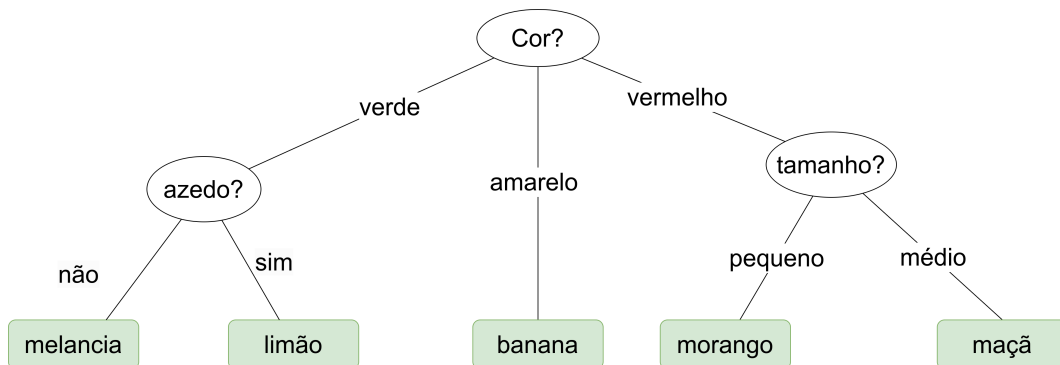 Cor?
verde
vermelho
azedo?
amarelo
tamanho?
não
sim
pequeno
médio
melancia
limão
banana
morango
maçã